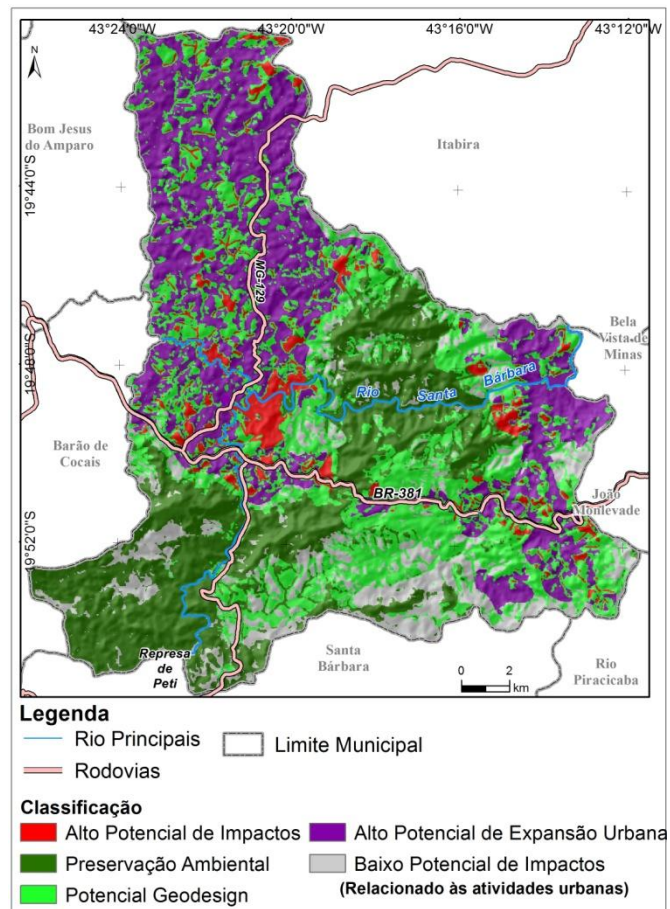 43°24'0"W 43°20'0"W 43°16'0"W 43°12'0"W
N
Bom Jesus
do Amparo
Itabira
19°44'0"S
MG-129
Bela
Vista de
Minas
19°48'0"S
Rio Santa Bárbara
Barão de
Cocais
BR-381
João
Monlevade
19°52'0"S
Represa
de
Peti
Santa
Bárbara
0 2
km
Rio
Piracicaba
Legenda
Rio Principais Limite Municipal
Rodovias
Classificação
Alto Potencial de Impactos Alto Potencial de Expansão Urbana
Preservação Ambiental Baixo Potencial de Impactos
Potencial Geodesign (Relacionado às atividades urbanas)